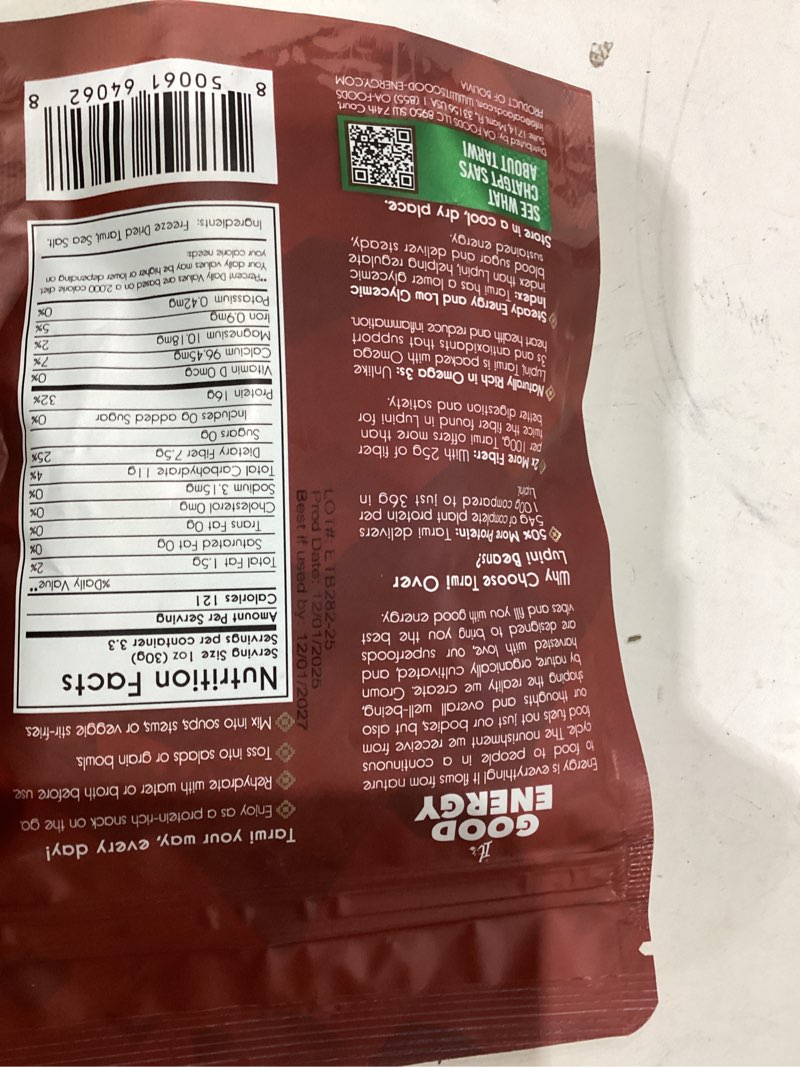 It's
GOOD
ENERGY
Energy is everything! It flows from nature
to food to people in a continuous
cycle. The nourishment we receive from
food fuels not just our bodies, but also
our thoughts and overall well-being,
shaping the reality we create. Grown
by nature, organically cultivated, and
harvested with love, our superfoods
are designed to bring you the best
vibes and fill you with good energy.
Why Choose Tarwi Over
Lupini Beans?
50% More Protein: Tarwi delivers
54g of complete plant protein per
100g compared to just 36g in
Lupini.
2x More Fiber: With 25g of fiber
per 100g, Tarwi offers more than
twice the fiber found in Lupini for
better digestion and satiety.
Naturally Rich in Omega 3s: Unlike
Lupini, Tarwi is packed with Omega
3s and antioxidants that support
heart health and reduce inflammation.
Steady Energy and Low Glycemic
Index: Tarwi has a lower glycemic
index than Lupini, helping regulate
blood sugar and deliver steady,
sustained energy.
Store in a cool, dry place.
SEE WHAT
CHATGPT SAYS
ABOUT TARWI
Distributed by: OA FOODS LLC 8950 SW 74th Court,
Suite 1714, Miami, FL 33156 USA 1 (855) OA-FOODS
info@oafoods.com, WWW.ITSGOOD-ENERGY.COM
PRODUCT OF BOLIVIA
Tarwi your way, every day!
Enjoy as a protein-rich snack on the go.
Rehydrate with water or broth before use.
Toss into salads or grain bowls.
Mix into soups, stews, or veggie stir-fries.
Nutrition Facts
Serving Size 1oz (30g)
Servings per container 3.3
Amount Per Serving
Calories 121
%Daily Value**
Total Fat 1.5g 2%
Saturated Fat 0g 0%
Trans Fat 0g 0%
Cholesterol 0mg 0%
Sodium 3.15mg 0%
Total Carbohydrate 11g 4%
Dietary Fiber 7.5g 25%
Sugars 0g
Includes 0g added Sugar 0%
Protein 16g 32%
Vitamin D 0mcg 0%
Calcium 96.45mg 7%
Magnesium 10.18mg 2%
Iron 0.9mg 5%
Potassium 0.42mg 0%
**Percent Daily Values are based on a 2,000 calorie diet.
Your daily values may be higher or lower depending on
your calorie needs:
Ingredients: Freeze Dried Tarwi, Sea Salt.
8 50061 64062 8
Best if used by: 12/01/2027
Prod Date: 12/01/2025
LOT#: ETB282-25